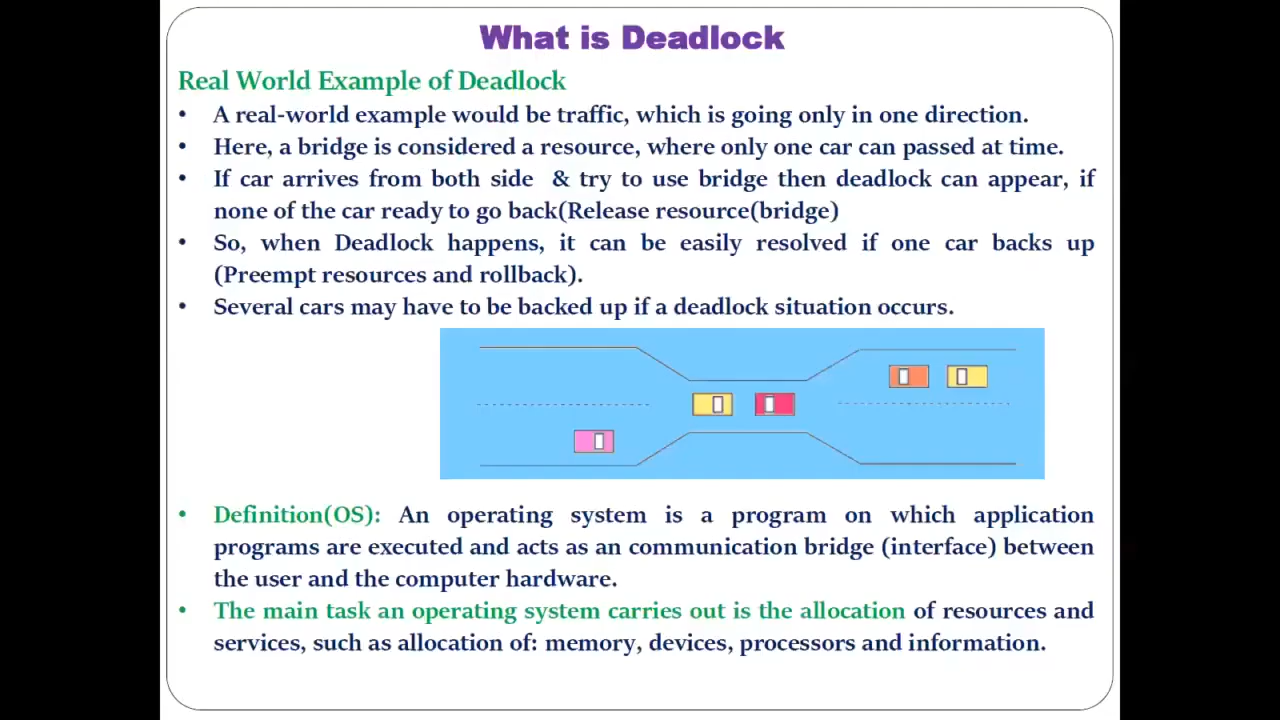 What is Deadlock
Real World Example of Deadlock
• A real-world example would be traffic, which is going only in one direction.
• Here, a bridge is considered a resource, where only one car can passed at time.
• If car arrives from both side & try to use bridge then deadlock can appear, if
none of the car ready to go back(Release resource(bridge)
• So, when Deadlock happens, it can be easily resolved if one car backs up
(Preempt resources and rollback).
• Several cars may have to be backed up if a deadlock situation occurs.
• Definition(OS): An operating system is a program on which application
programs are executed and acts as an communication bridge (interface) between
the user and the computer hardware.
• The main task an operating system carries out is the allocation of resources and
services, such as allocation of: memory, devices, processors and information.